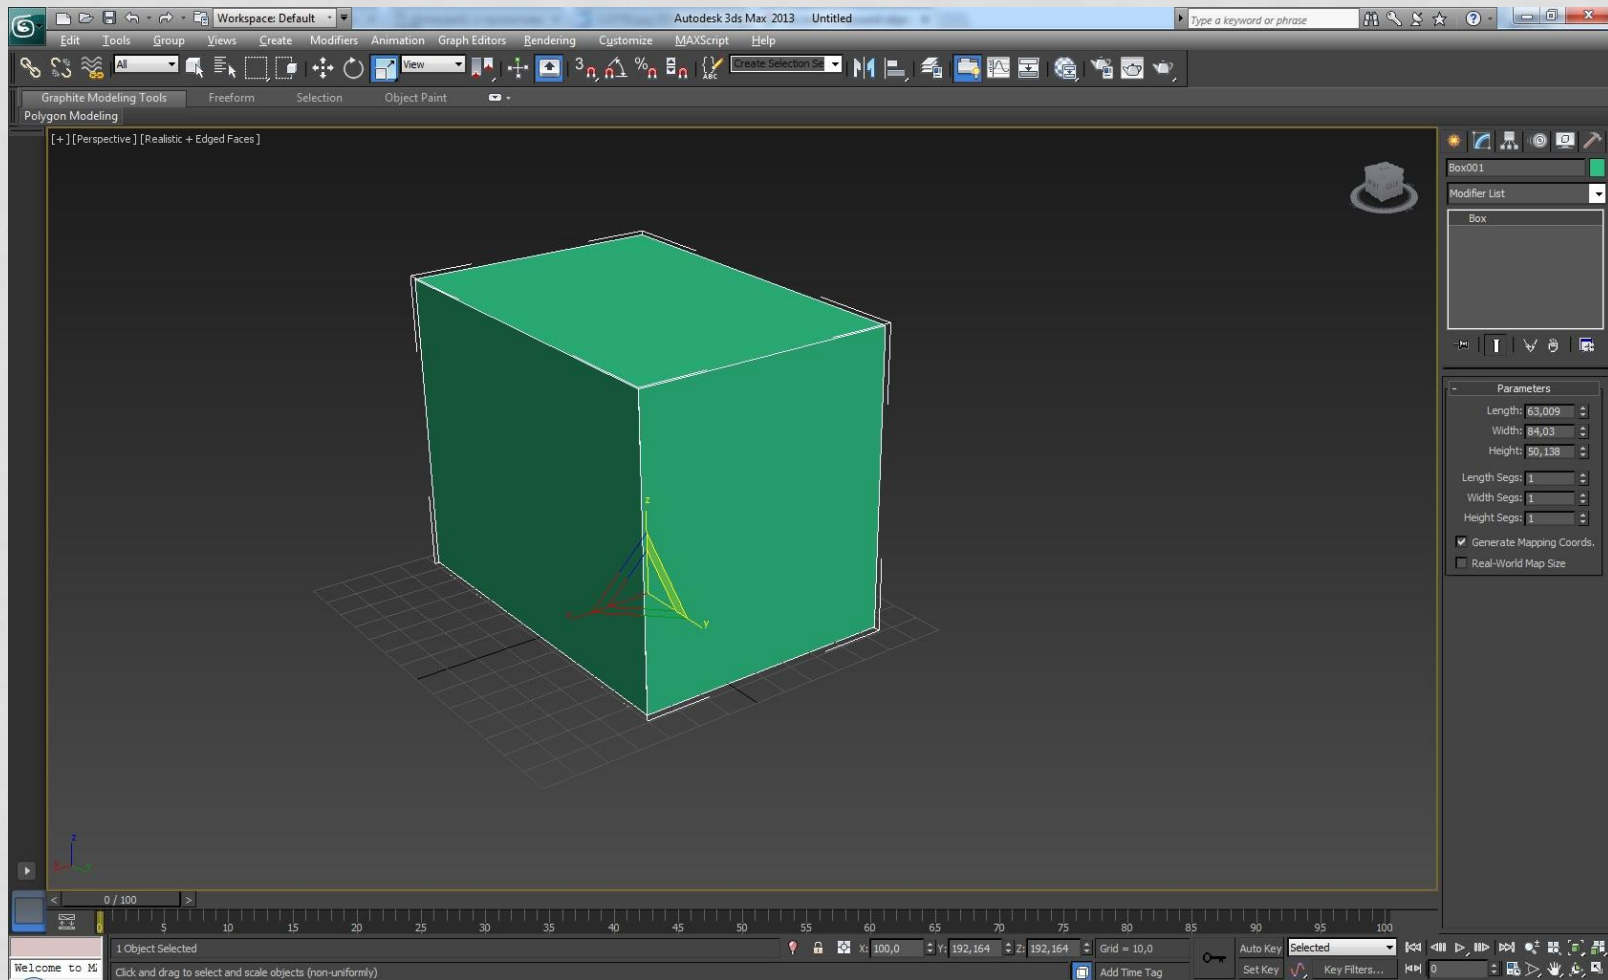 Workspace: Default
Autodesk 3ds Max 2013 Untitled
Type a keyword or phrase
Edit Tools Group Views Create Modifiers Animation Graph Editors Rendering Customize MAXScript Help
All
View
3
%
ABC
Create Selection Se
Graphite Modeling Tools Freeform Selection Object Paint
Polygon Modeling
[+] [Perspective] [Realistic + Edged Faces]
Box001
Modifier List
Box
- Parameters
Length: 63,009
Width: 84,03
Height: 50,138
Length Segs: 1
Width Segs: 1
Height Segs: 1
Generate Mapping Coords.
Real-World Map Size
z
x y
z
x y
< 0 / 100 >
0 5 10 15 20 25 30 35 40 45 50 55 60 65 70 75 80 85 90 95 100
1 Object Selected
X: 100,0 Y: 192,164 Z: 192,164 Grid = 10,0
Auto Key Selected
Welcome to M
Click and drag to select and scale objects (non-uniformly)
Add Time Tag
Set Key Key Filters... 0